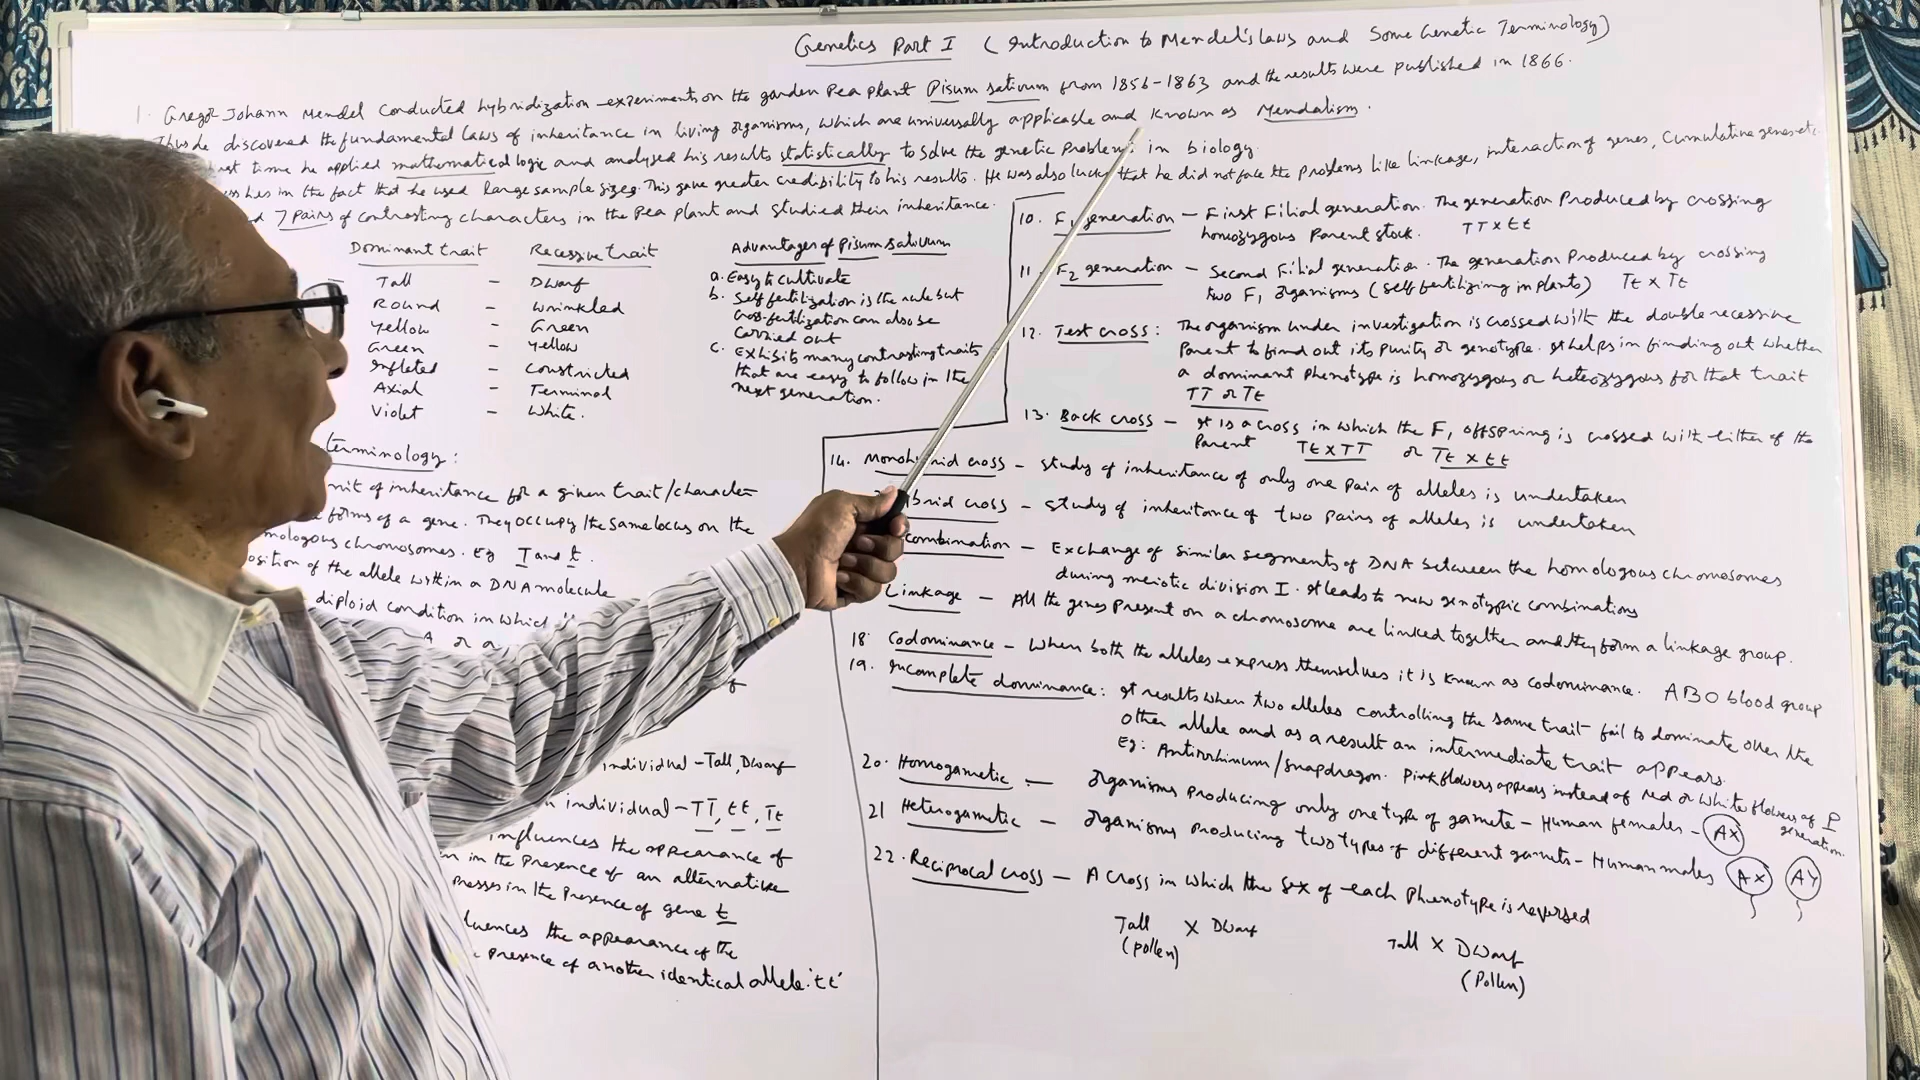 Genetics Part I (Introduction to Mendel's laws and Some Genetic Terminology)
1. Gregor Johann Mendel conducted hybridization experiments on the garden Pea plant Pisum sativum from 1856-1863 and the results were published in 1866.
discovered the fundamental laws of inheritance in living organisms, which are universally applicable and known as Mendalism.
time he applied mathematical logic and analysed his results statistically to solve the genetic problems in biology.
lies in the fact that he used large sample sizes. This gave greater credibility to his results. He was also lucky that he did not face the problems like linkage, interaction of genes, cumulative genes etc.
7 pairs of contrasting characters in the Pea plant and studied their inheritance.
Dominant trait Recessive trait
Tall - Dwarf
Round - Wrinkled
Yellow - Green
Green - Yellow
Inflated - Constricted
Axial - Terminal
Violet - White.
Advantages of Pisum sativum
a. Easy to cultivate
b. Self fertilization is the rule but
cross-fertilization can also be
carried out
c. Exhibits many contrasting traits
that are easy to follow in the
next generation.
terminology:
of inheritance for a given trait/character
forms of a gene. They occupy the same locus on the
chromosomes. Eg T and t.
of the allele within a DNA molecule
diploid condition in which
A or a,
of
individual - Tall, Dwarf
individual - TT, tt, Tt
influences the appearance of
in the presence of an alternative
in the presence of gene t
the appearance of the
presence of another identical allele 'tt'
10. F1 generation - First Filial generation. The generation produced by crossing
homozygous parent stock. TT x tt
11. F2 generation - Second Filial generation. The generation produced by crossing
two F1 organisms (self fertilizing in plants) Tt x Tt
12. Test cross: The organism under investigation is crossed with the double recessive
parent to find out its purity or genotype. It helps in finding out whether
a dominant phenotype is homozygous or heterozygous for that trait
TT or Tt
13. Back cross - It is a cross in which the F1 offspring is crossed with either of the
parent Tt x TT or Tt x tt
14. Monohybrid cross - study of inheritance of only one pair of alleles is undertaken
cross - study of inheritance of two pairs of alleles is undertaken
combination - Exchange of similar segments of DNA between the homologous chromosomes
during meiotic division I. It leads to new genotypic combinations
Linkage - All the genes present on a chromosome are linked together and they form a linkage group.
18 Codominance - When both the alleles express themselves it is known as codominance. ABO blood group
19. Incomplete dominance: It results when two alleles controlling the same trait fail to dominate over the
other allele and as a result an intermediate trait appears.
Eg: Antirrhinum/Snapdragon. Pink flowers appears instead of red or white flowers of P
generation.
20. Homogametic - organisms producing only one type of gamete - Human females - AX
21 Heterogametic - organisms producing two types of different gamets - Human males AX AY
22. Reciprocal cross - A cross in which the sex of each phenotype is reversed
Tall x Dwarf
(pollen)
Tall x Dwarf
(Pollen)